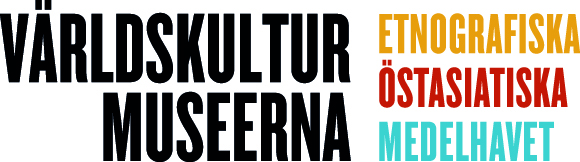 VÄRLDSKULTUR
MUSEERNA
ETNOGRAFISKA
ÖSTASIATISKA
MEDELHAVET